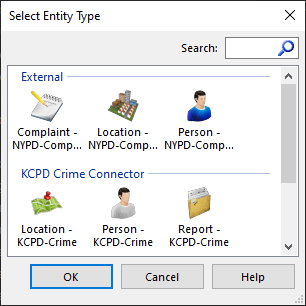 Select Entity Type
Search:
External
Complaint - Location - Person -
NYPD-Comp... NYPD-Comp... NYPD-Comp...
KCPD Crime Connector
Location - Person - Report -
KCPD-Crime KCPD-Crime KCPD-Crime
OK Cancel Help